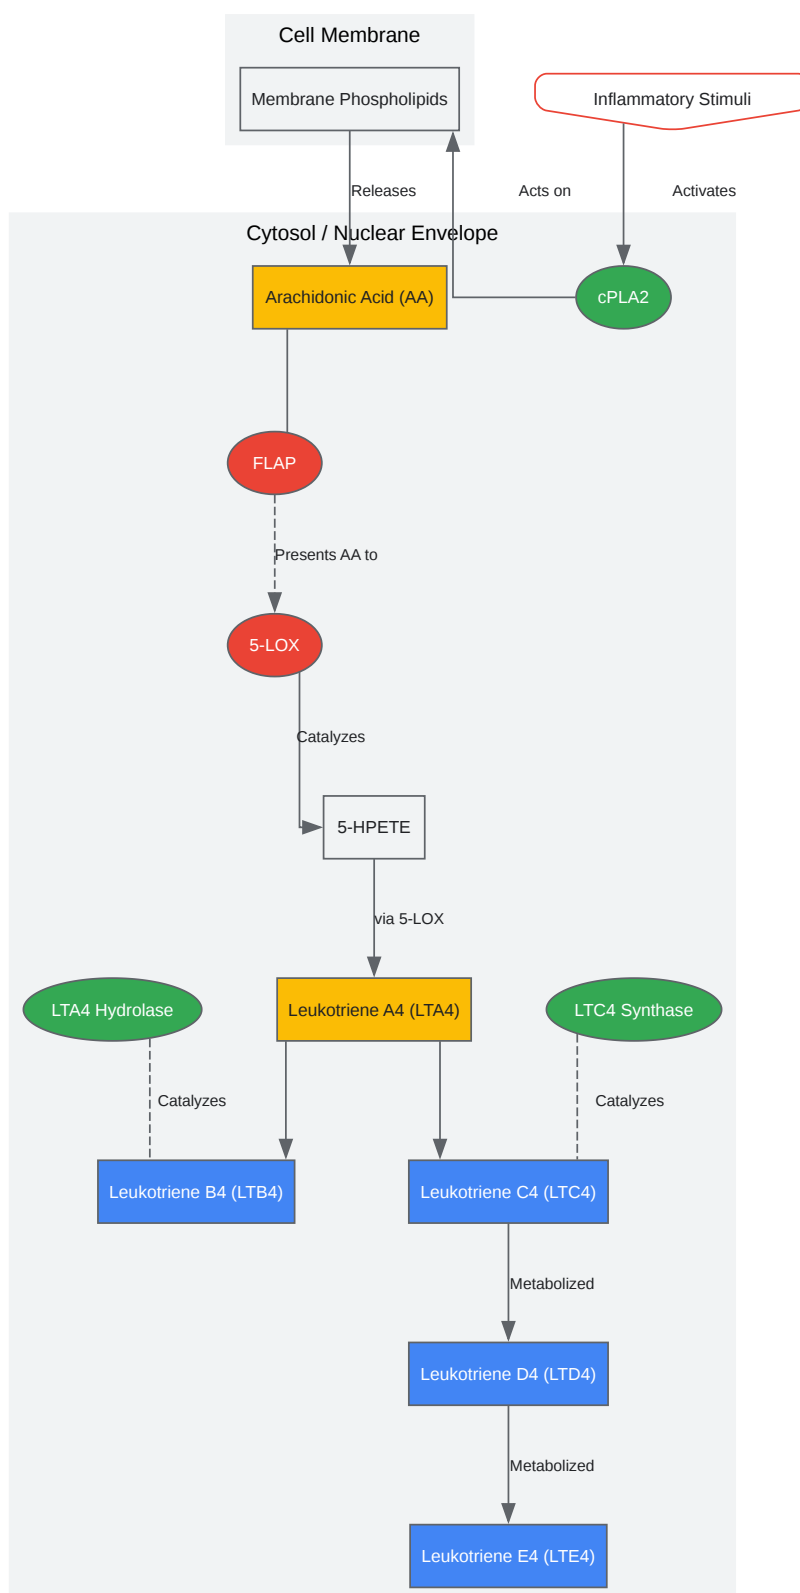 Cell Membrane
Membrane Phospholipids
Inflammatory Stimuli
Releases
Acts on
Activates
Cytosol / Nuclear Envelope
Arachidonic Acid (AA)
cPLA2
FLAP
Presents AA to
5-LOX
Catalyzes
5-HPETE
via 5-LOX
LTA4 Hydrolase
Leukotriene A4 (LTA4)
LTC4 Synthase
Catalyzes
Catalyzes
Leukotriene B4 (LTB4)
Leukotriene C4 (LTC4)
Metabolized
Leukotriene D4 (LTD4)
Metabolized
Leukotriene E4 (LTE4)